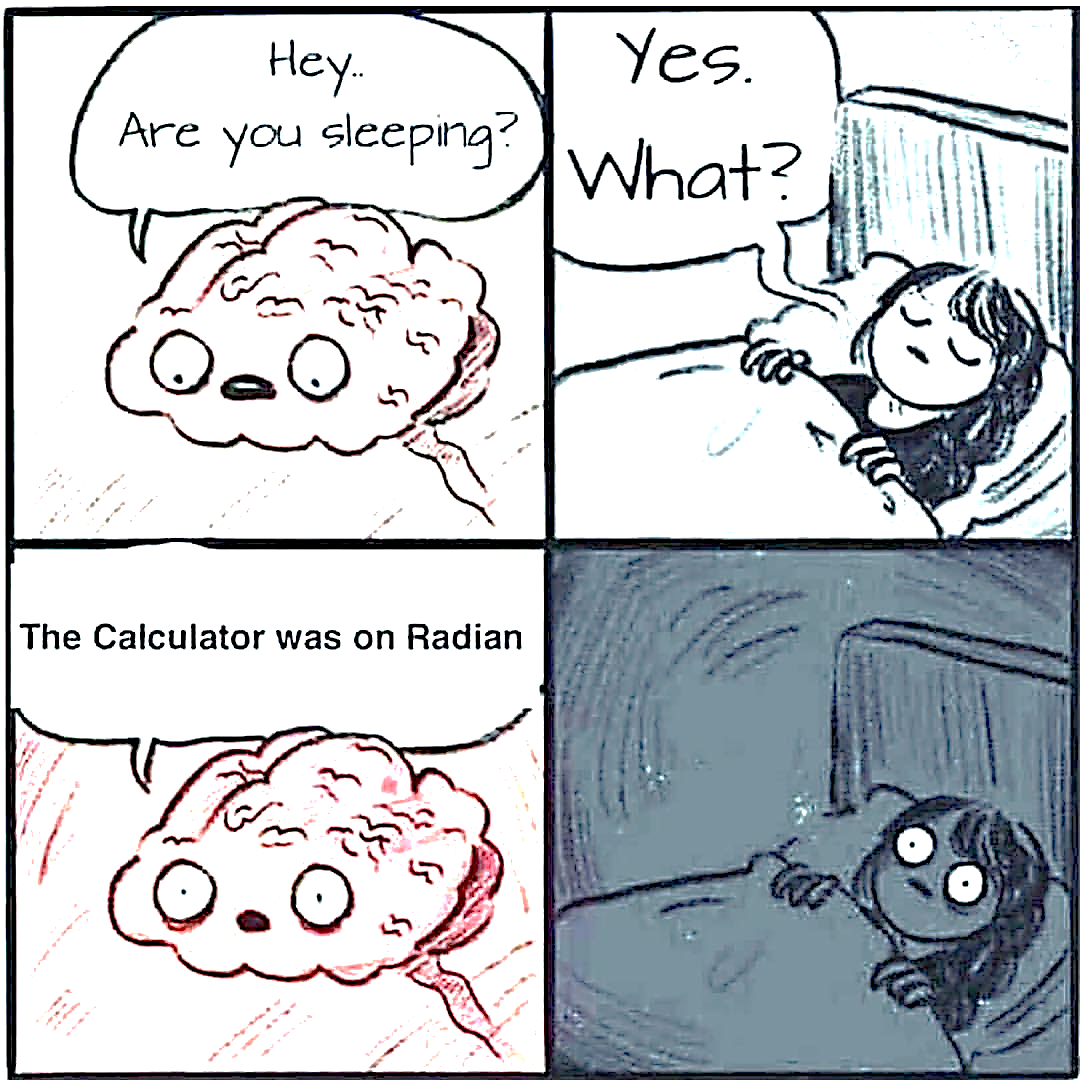 Hey..
Are you sleeping?
Yes.
What?
The Calculator was on Radian